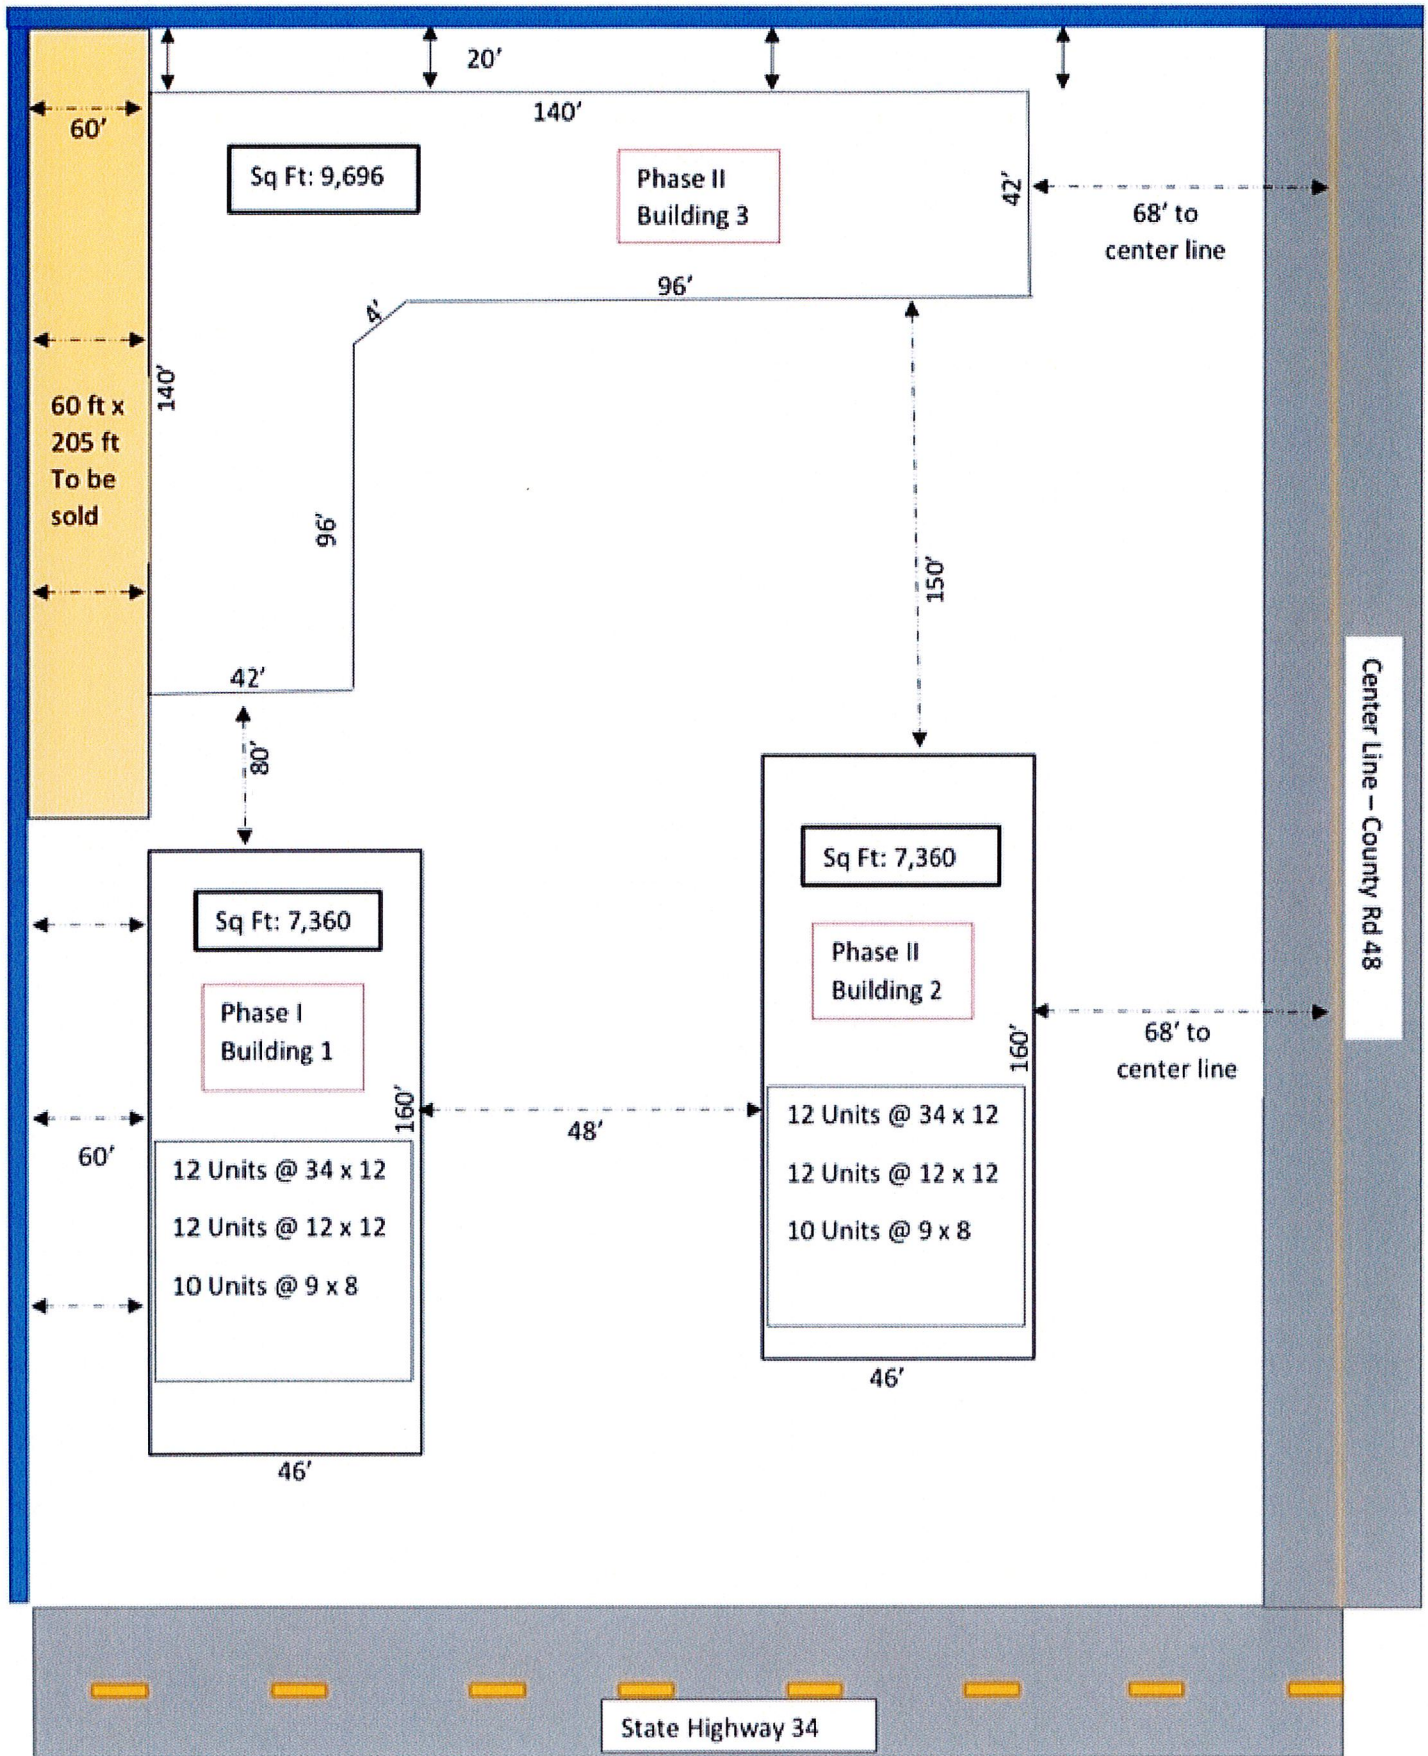 20’
60’
140’
Sq Ft: 9,696
Phase II
Building 3
42’
68’ to
center line
96’
4’
140’
60 ft x
205 ft
To be
sold
96’
150’
42’
80’
Center Line – County Rd 48
Sq Ft: 7,360
Phase II
Building 2
160’
68’ to
center line
12 Units @ 34 x 12
12 Units @ 12 x 12
10 Units @ 9 x 8
46’
Sq Ft: 7,360
Phase I
Building 1
160’
48’
60’
12 Units @ 34 x 12
12 Units @ 12 x 12
10 Units @ 9 x 8
46’
State Highway 34